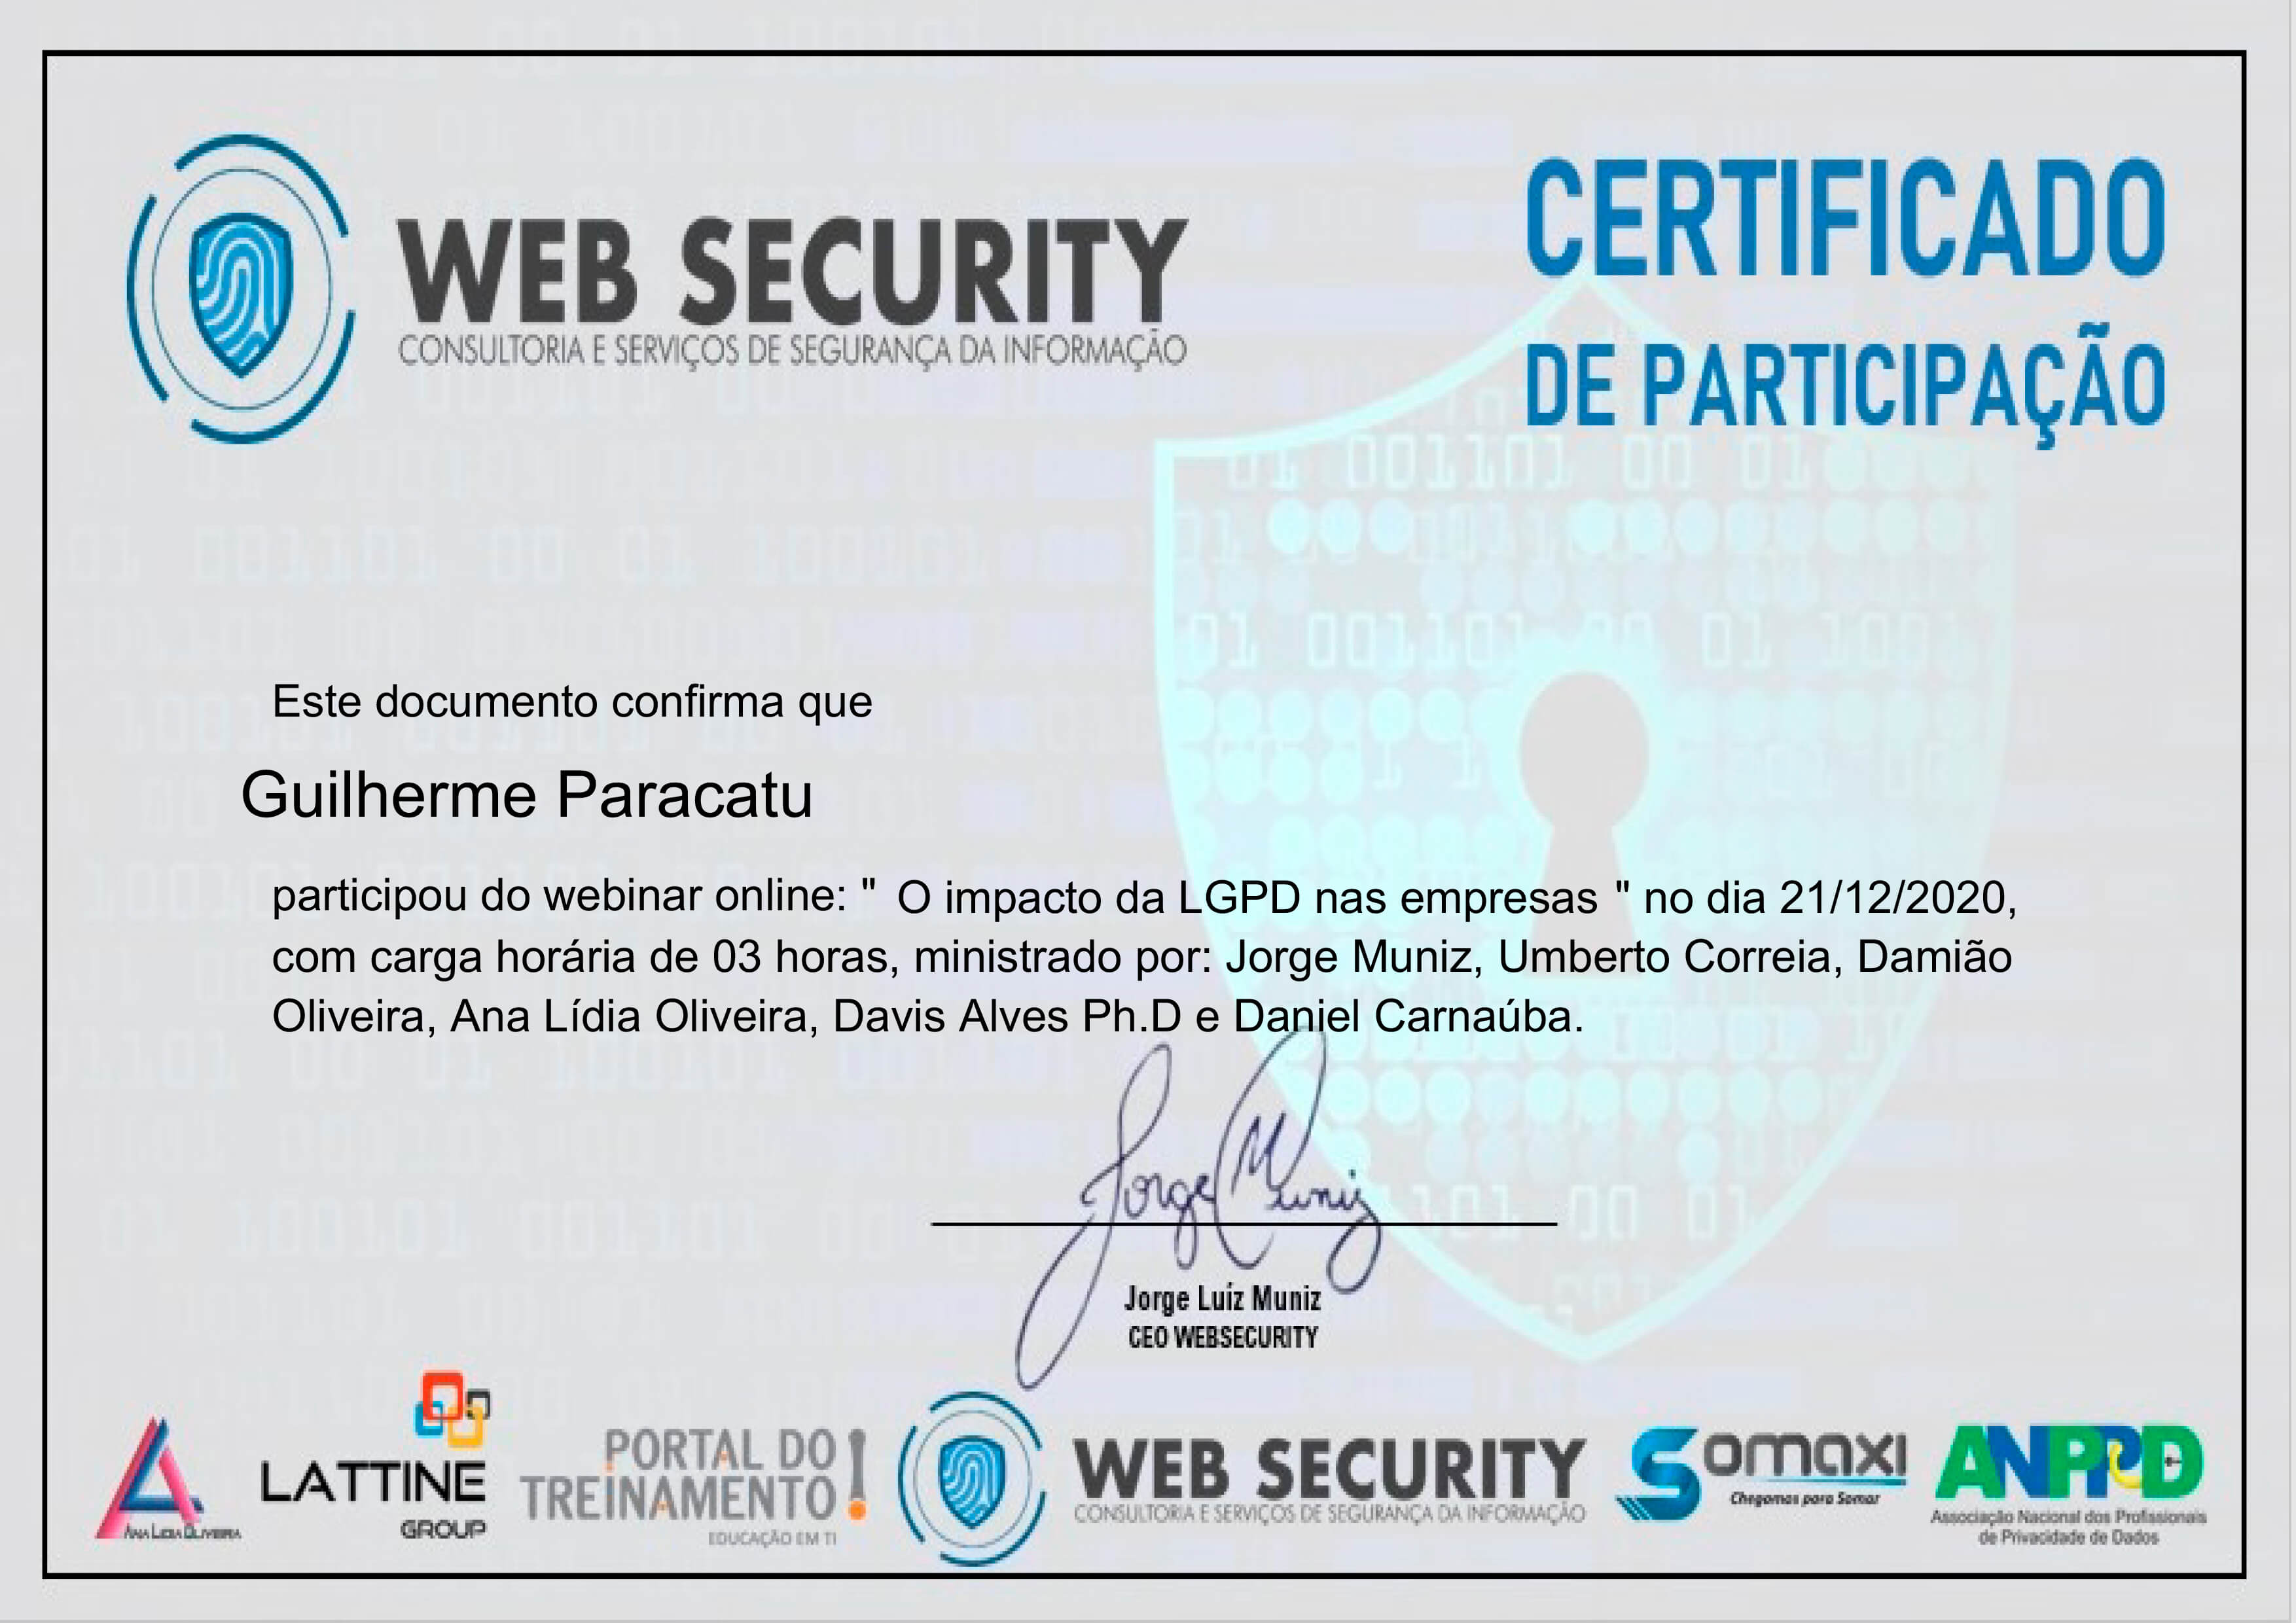 WEB SECURITY
CONSULTORIA E SERVIÇOS DE SEGURANÇA DA INFORMAÇÃO
CERTIFICADO
DE PARTICIPAÇÃO
Este documento confirma que
Guilherme Paracatu
participou do webinar online: " O impacto da LGPD nas empresas " no dia 21/12/2020,
com carga horária de 03 horas, ministrado por: Jorge Muniz, Umberto Correia, Damião
Oliveira, Ana Lídia Oliveira, Davis Alves Ph.D e Daniel Carnaúba.
Jorge Muniz
Jorge Luiz Muniz
CEO WEBSECURITY
ANA LIDIA OLIVEIRA
LATTINE
GROUP
PORTAL DO
TREINAMENTO!
EDUCAÇÃO EM TI
WEB SECURITY
CONSULTORIA E SERVIÇOS DE SEGURANÇA DA INFORMAÇÃO
Somaxi
Chegamos para Somar
ANPPD
Associação Nacional dos Profissionais
de Privacidade de Dados